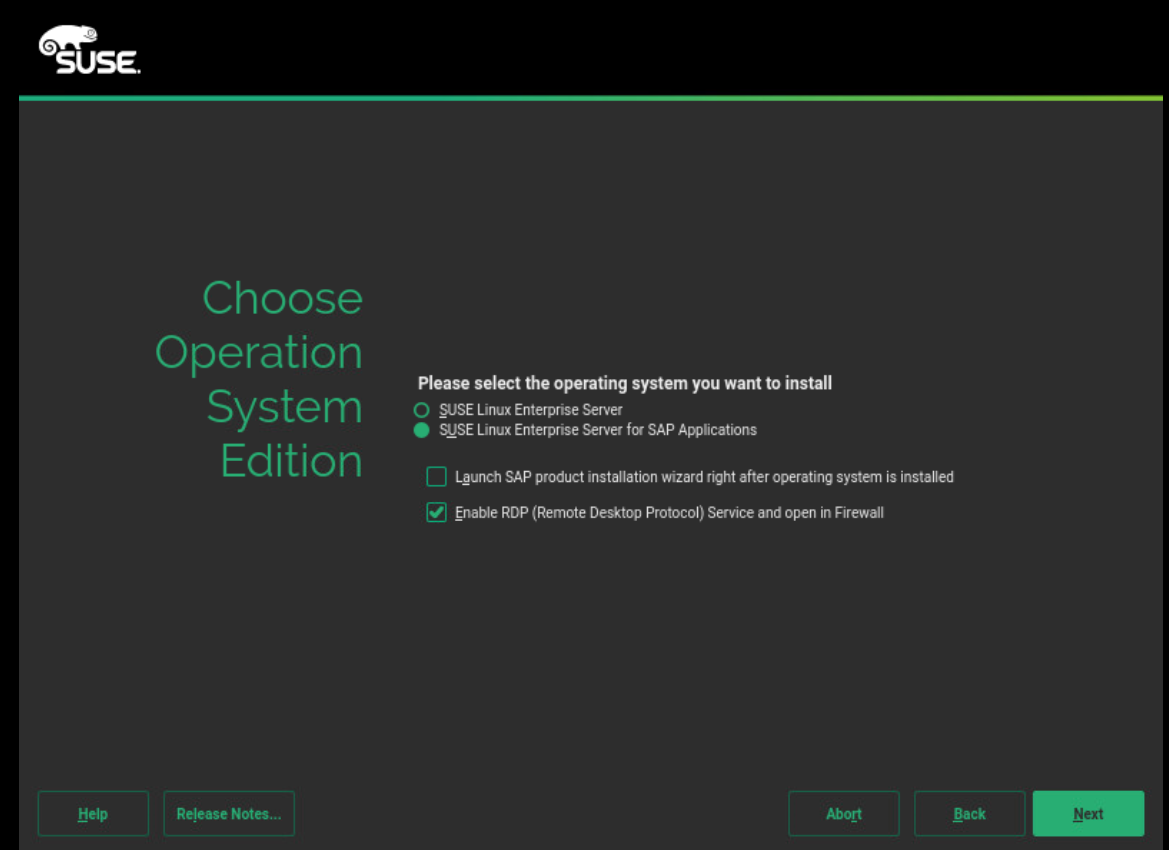 SUSE.
Choose
Operation
System
Edition
Please select the operating system you want to install
SUSE Linux Enterprise Server
SUSE Linux Enterprise Server for SAP Applications
Launch SAP product installation wizard right after operating system is installed
Enable RDP (Remote Desktop Protocol) Service and open in Firewall
Help
Release Notes...
Abort
Back
Next